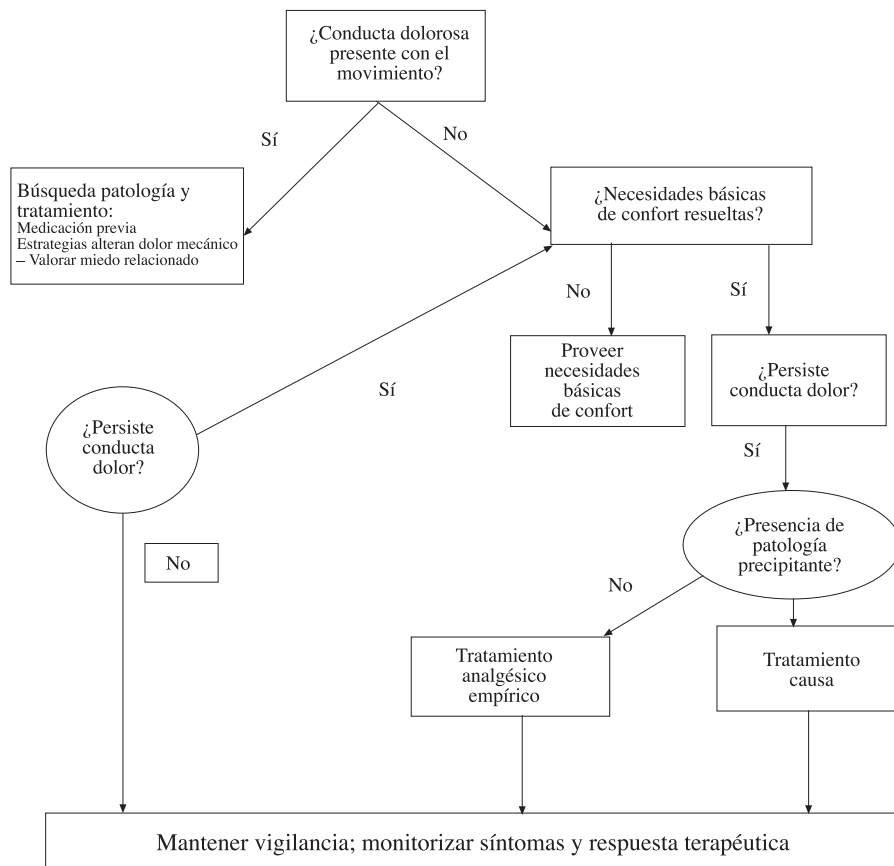 ¿Conducta dolorosa
presente con el
movimiento?
Sí
No
Búsqueda patología y
tratamiento:
Medicación previa
Estrategias alteran dolor mecánico
– Valorar miedo relacionado
¿Necesidades básicas
de confort resueltas?
No
Sí
Proveer
necesidades
básicas
de confort
¿Persiste
conducta dolor?
Sí
¿Persiste
conducta
dolor?
Sí
No
¿Presencia de
patología
precipitante?
No
Tratamiento
analgésico
empírico
Tratamiento
causa
Mantener vigilancia; monitorizar síntomas y respuesta terapéutica